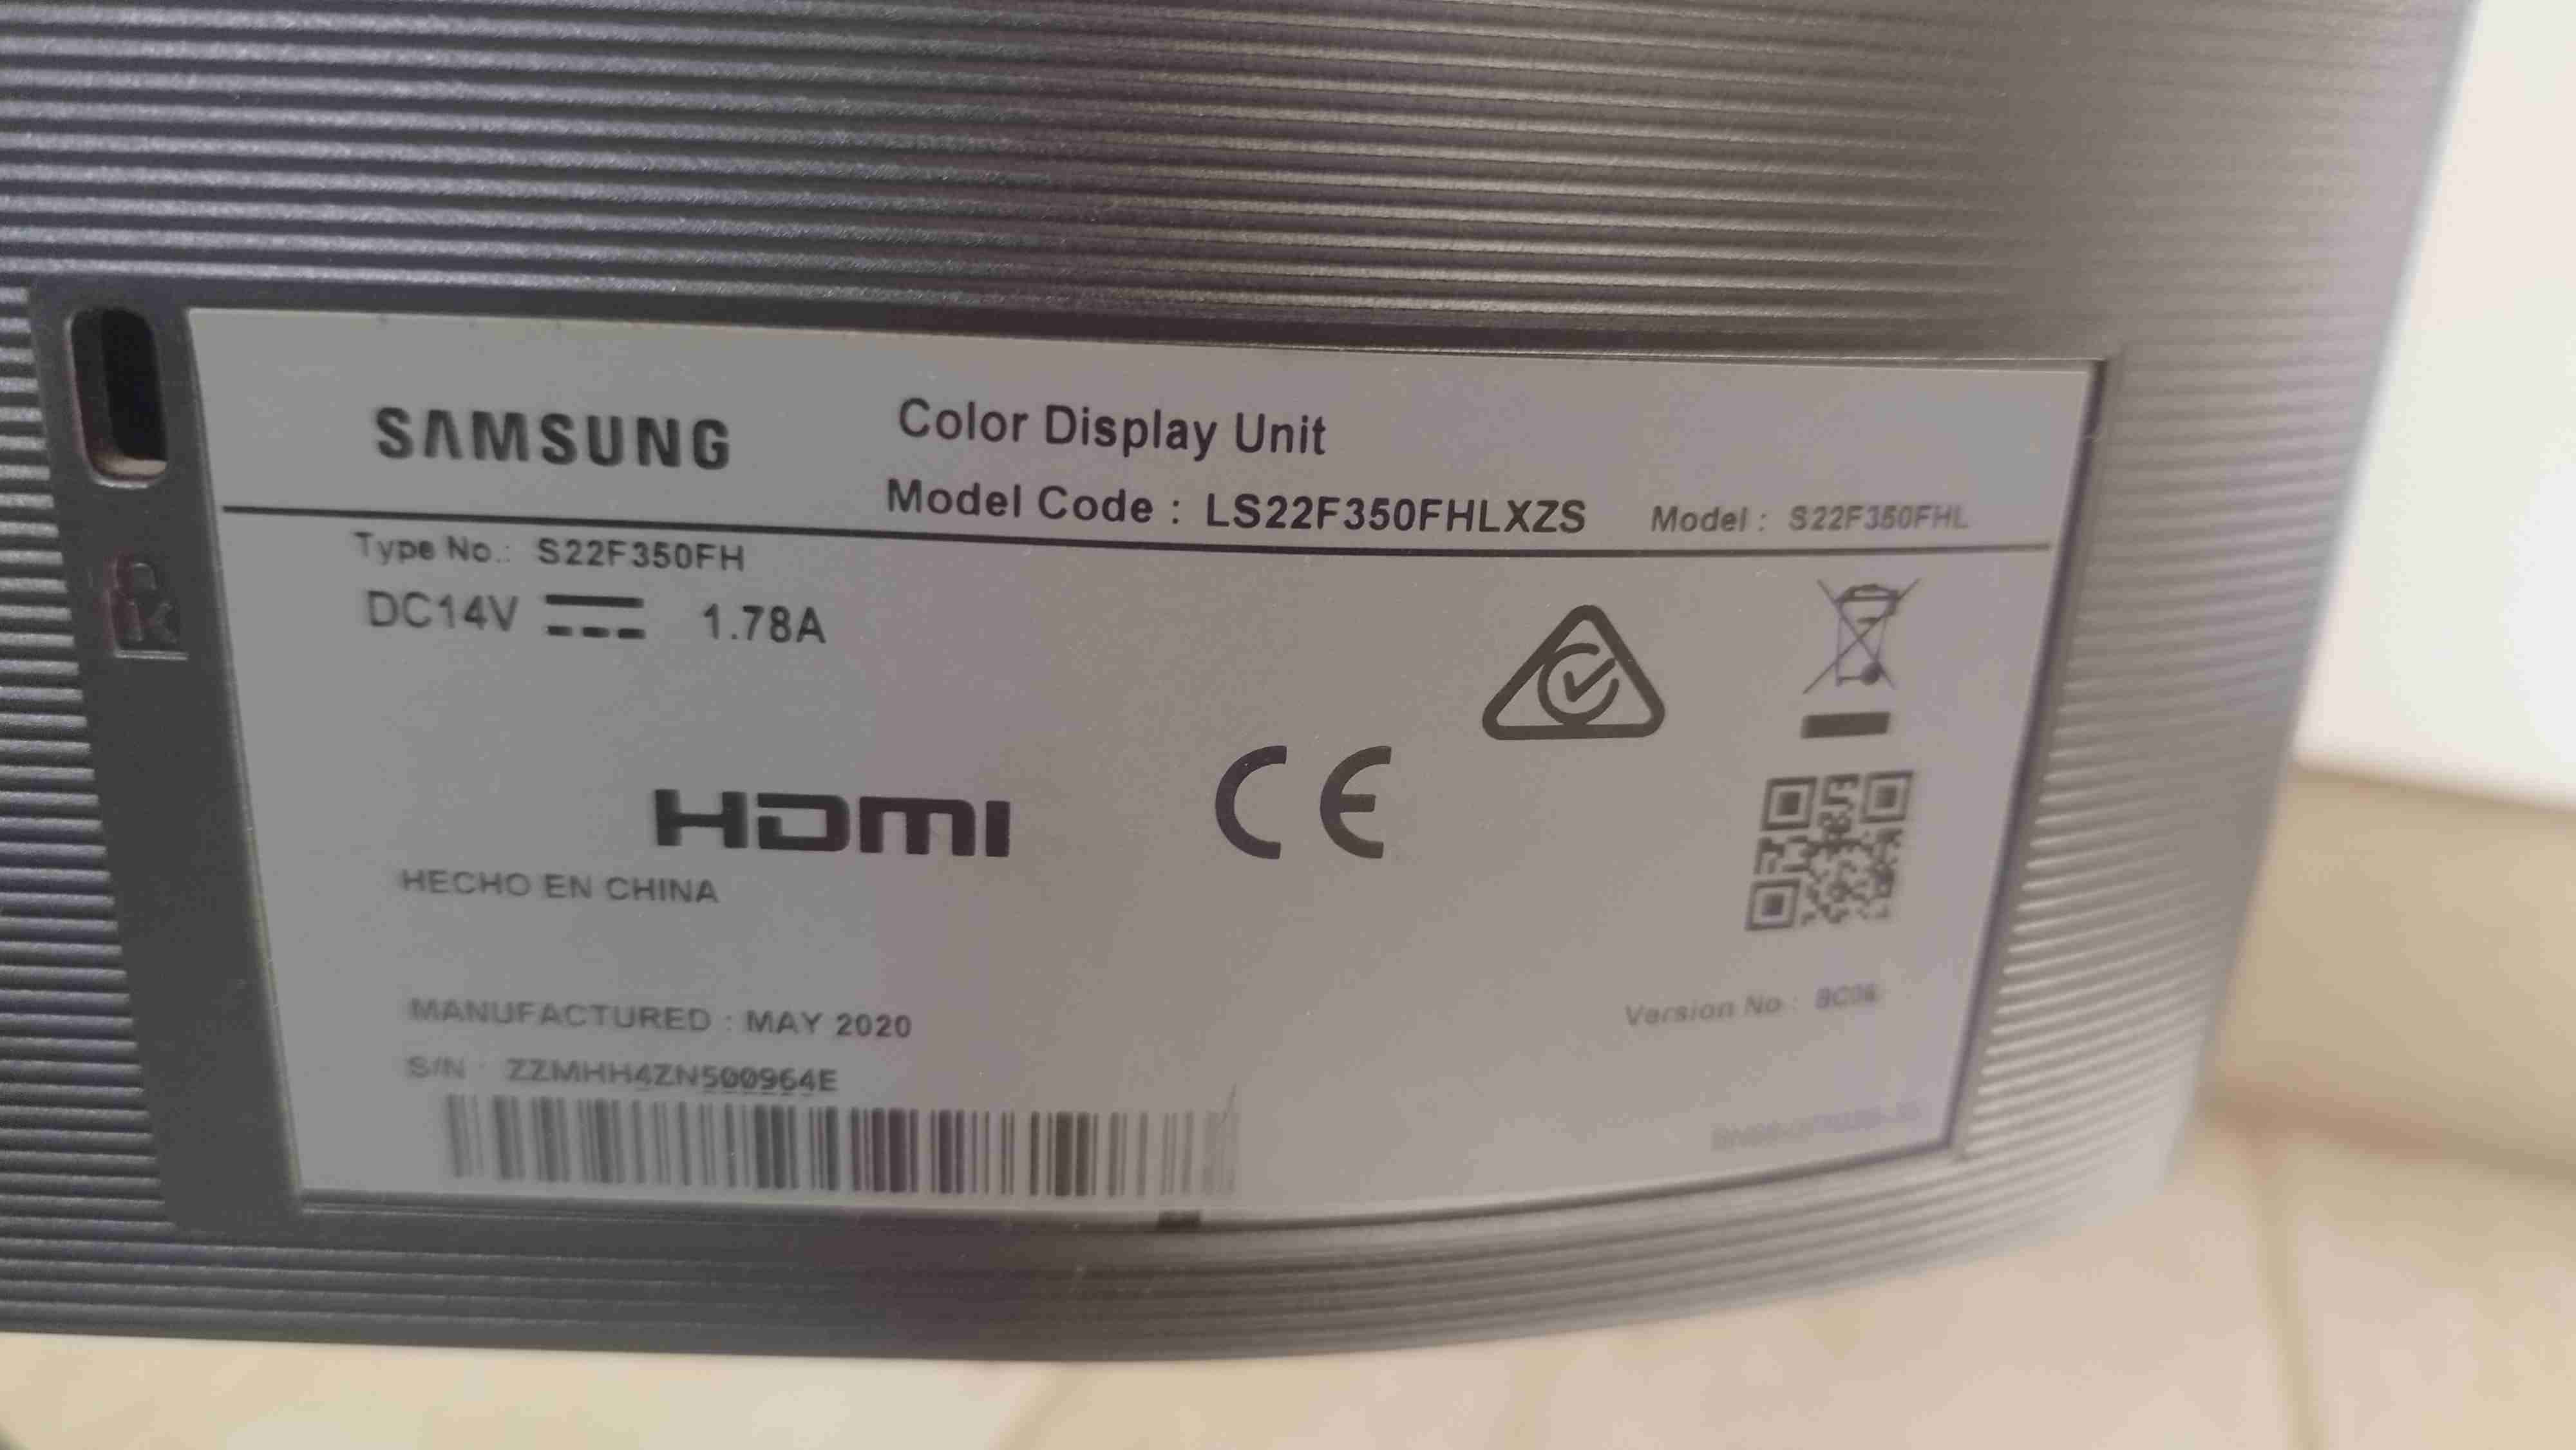 SAMSUNG
Color Display Unit
Model Code : LS22F350FHLXZS Model : S22F350FHL
Type No.: S22F350FH
DC14V 1.78A
HDMI
CE
HECHO EN CHINA
MANUFACTURED : MAY 2020
Version No :
S/N : ZZMHH4ZN500964E